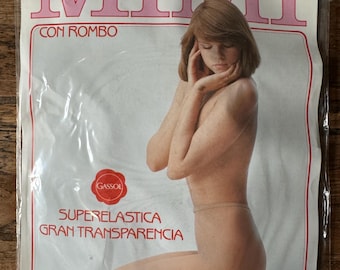 CON ROMBO
GASSOL
SUPERELASTICA
GRAN TRANSPARENCIA